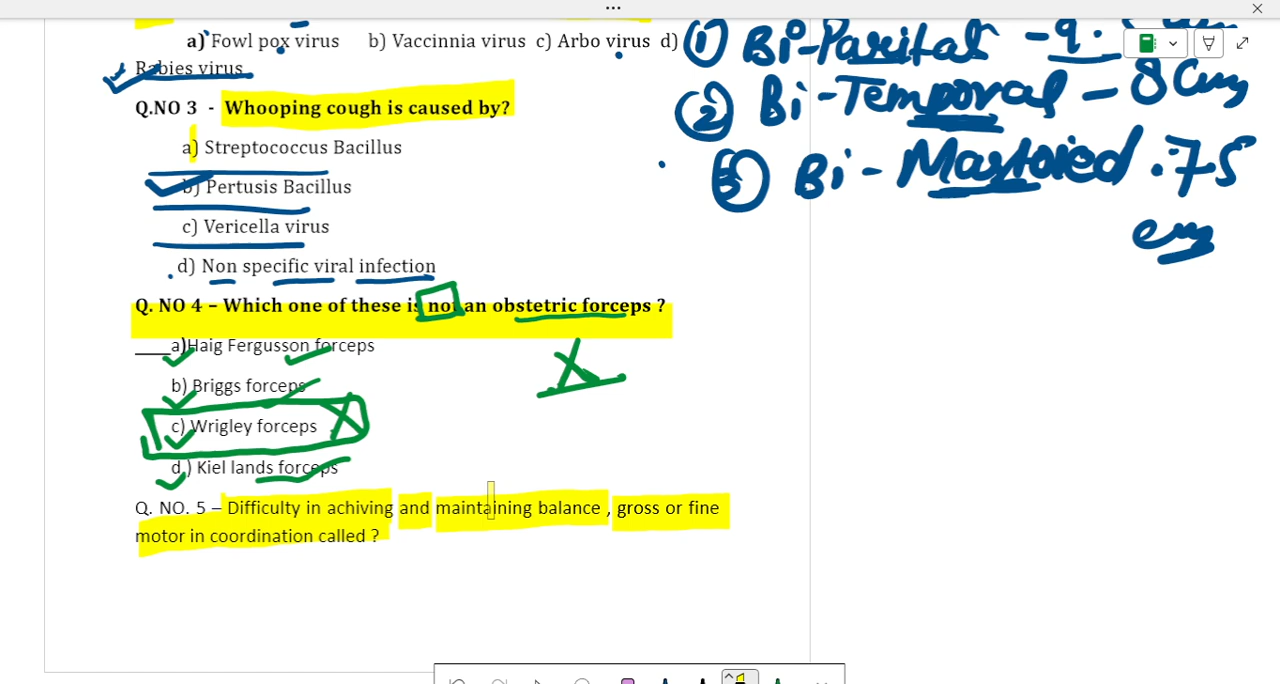 a) Fowl pox virus b) Vaccinnia virus c) Arbo virus d)
Rabies virus
Q.NO 3 - Whooping cough is caused by?
a) Streptococcus Bacillus
b) Pertusis Bacillus
c) Vericella virus
d) Non specific viral infection
Q. NO 4 – Which one of these is not an obstetric forceps ?
____a)Haig Fergusson forceps
b) Briggs forceps
c) Wrigley forceps
d.) Kiel lands forceps
Q. NO. 5 – Difficulty in achiving and maintaining balance , gross or fine
motor in coordination called ?
① Bi-Parital - 9.
② Bi-Temporal - 8 Cm
Bi - Mastoied . 75
cm